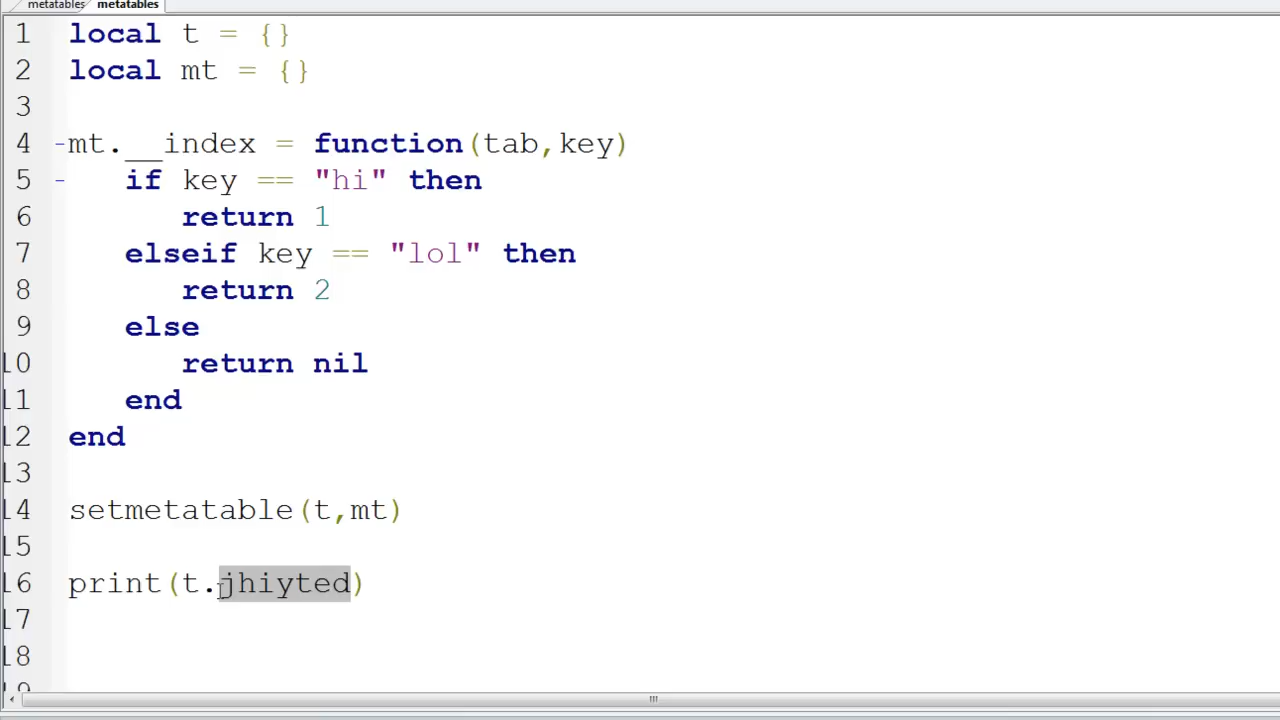 metatables metatables
1 local t = {}
2 local mt = {}
3
4 mt.__index = function(tab,key)
5 if key == "hi" then
6 return 1
7 elseif key == "lol" then
8 return 2
9 else
10 return nil
11 end
12 end
13
14 setmetatable(t,mt)
15
16 print(t.jhiyted)
17
18
19